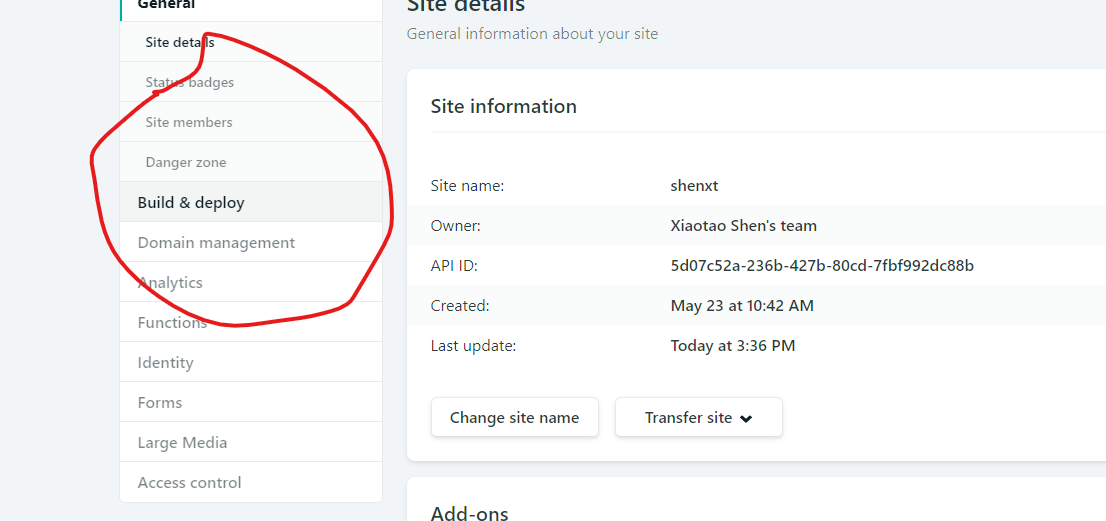 General
Site details
Status badges
Site members
Danger zone
Build & deploy
Domain management
Analytics
Functions
Identity
Forms
Large Media
Access control
Site details
General information about your site
Site information
Site name: shenxt
Owner: Xiaotao Shen's team
API ID: 5d07c52a-236b-427b-80cd-7fbf992dc88b
Created: May 23 at 10:42 AM
Last update: Today at 3:36 PM
Change site name Transfer site
Add-ons